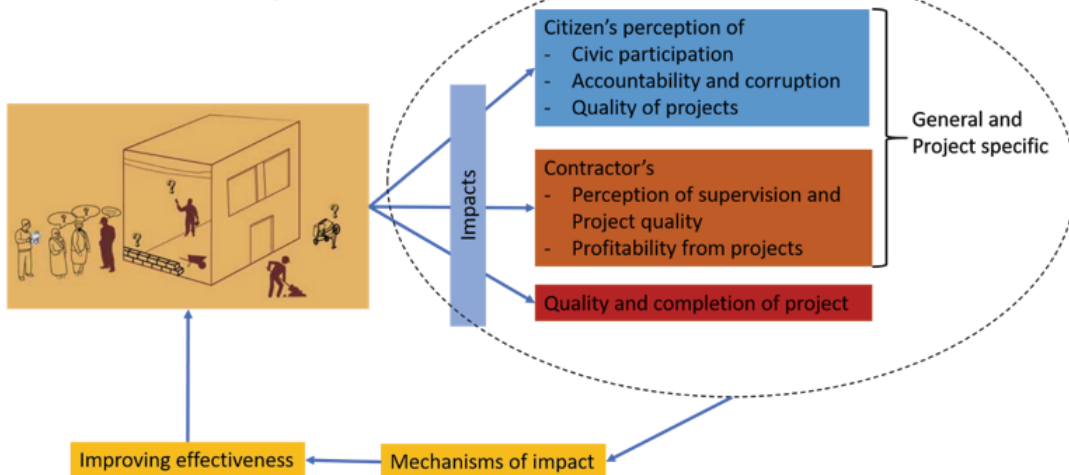 Citizen's perception of
- Civic participation
- Accountability and corruption
- Quality of projects
General and
Project specific
Impacts
Contractor's
- Perception of supervision and
Project quality
- Profitability from projects
Quality and completion of project
?
?
?
?
?
?
Improving effectiveness
Mechanisms of impact